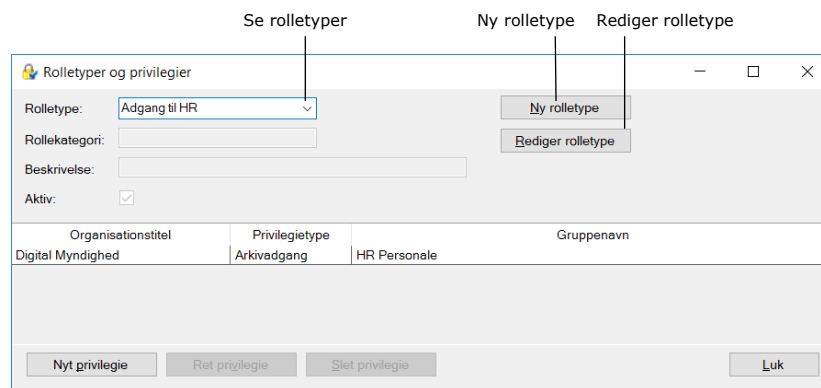 Se rolletyper Ny rolletype Rediger rolletype
Rolletyper og privilegier
Rolletype: Adgang til HR Ny rolletype
Rollekategori: Rediger rolletype
Beskrivelse:
Aktiv:
Organisationstitel Privilegietype Gruppenavn
Digital Myndighed Arkivadgang HR Personale
Nyt privilegie Ret privilegie Slet privilegie Luk